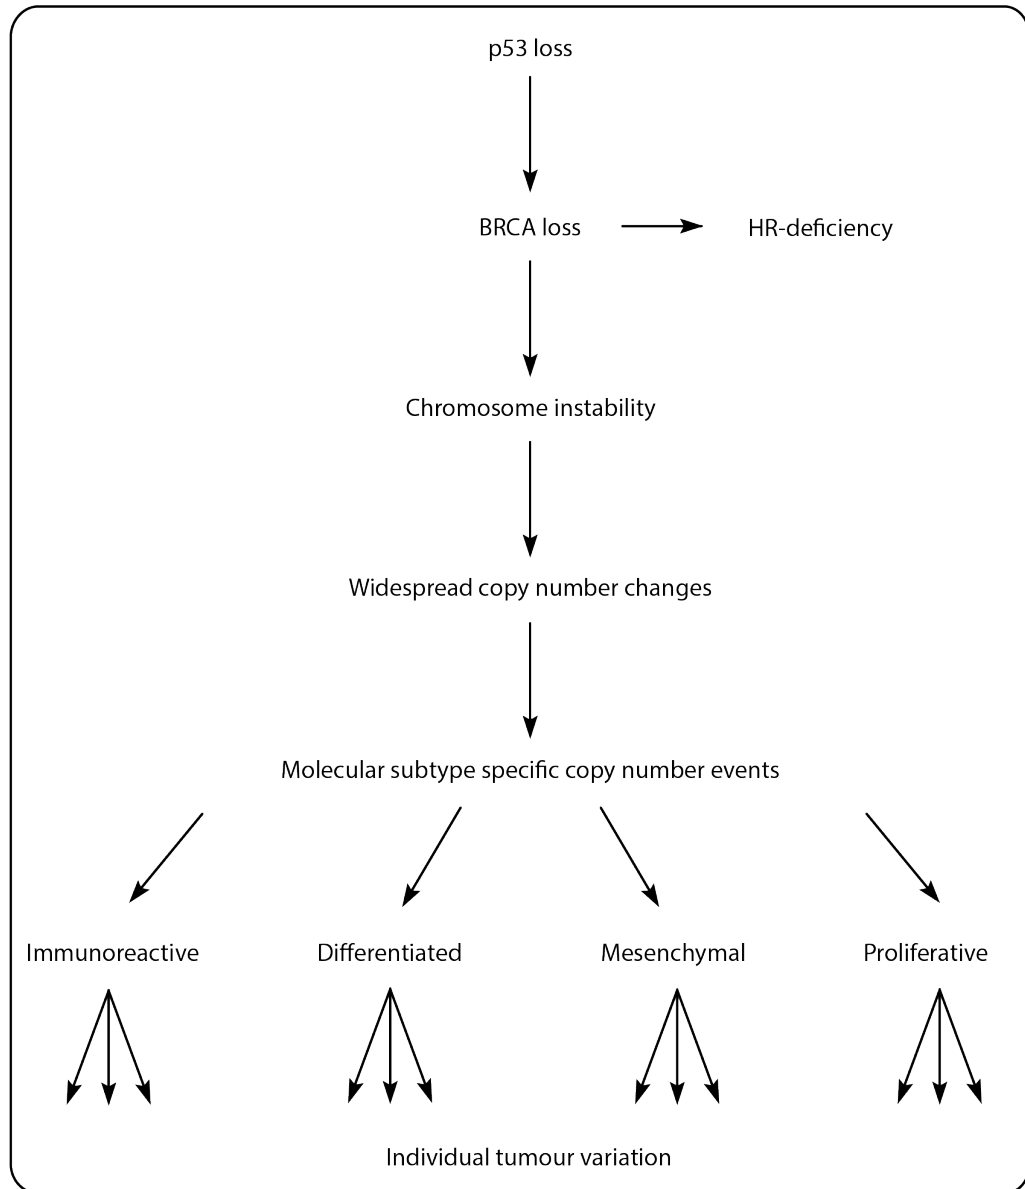 p53 loss
BRCA loss
HR-deficiency
Chromosome instability
Widespread copy number changes
Molecular subtype specific copy number events
Immunoreactive
Differentiated
Mesenchymal
Proliferative
Individual tumour variation